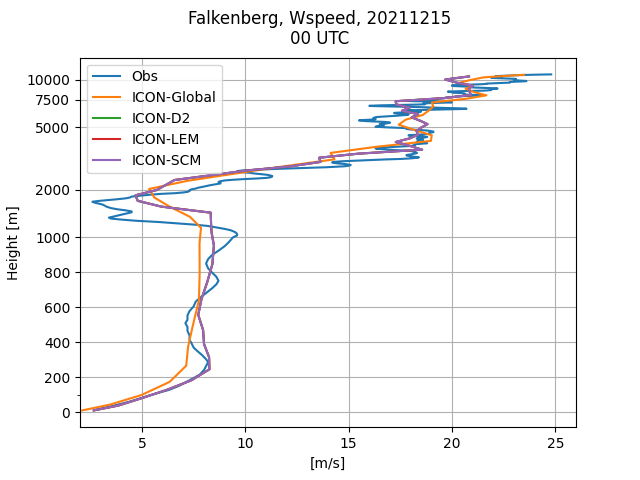 Falkenberg, Wspeed, 20211215
00 UTC
Obs
ICON-Global
ICON-D2
ICON-LEM
ICON-SCM
Height [m]
10000
7500
5000
2000
1000
800
600
400
200
0
5 10 15 20 25
[m/s]